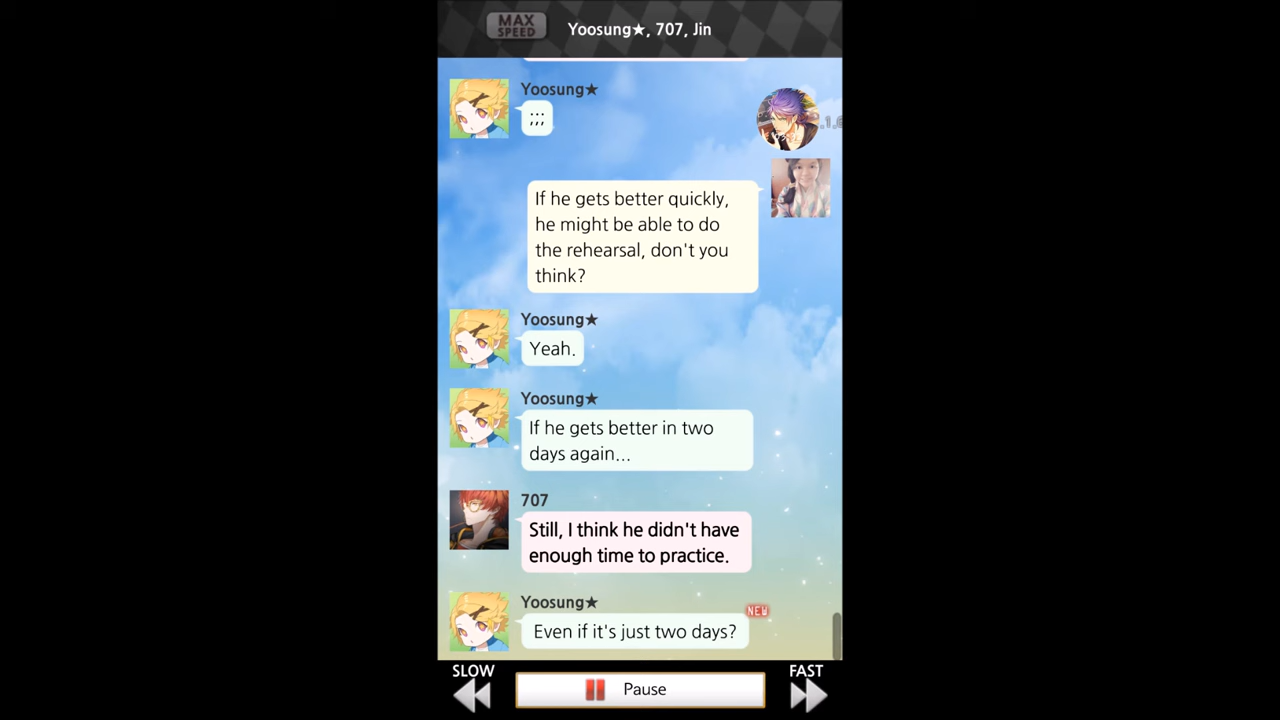 MAX
SPEED
Yoosung★, 707, Jin
Yoosung★
;;;
If he gets better quickly,
he might be able to do
the rehearsal, don't you
think?
Yoosung★
Yeah.
Yoosung★
If he gets better in two
days again...
707
Still, I think he didn't have
enough time to practice.
Yoosung★
NEW
Even if it's just two days?
SLOW
Pause
FAST